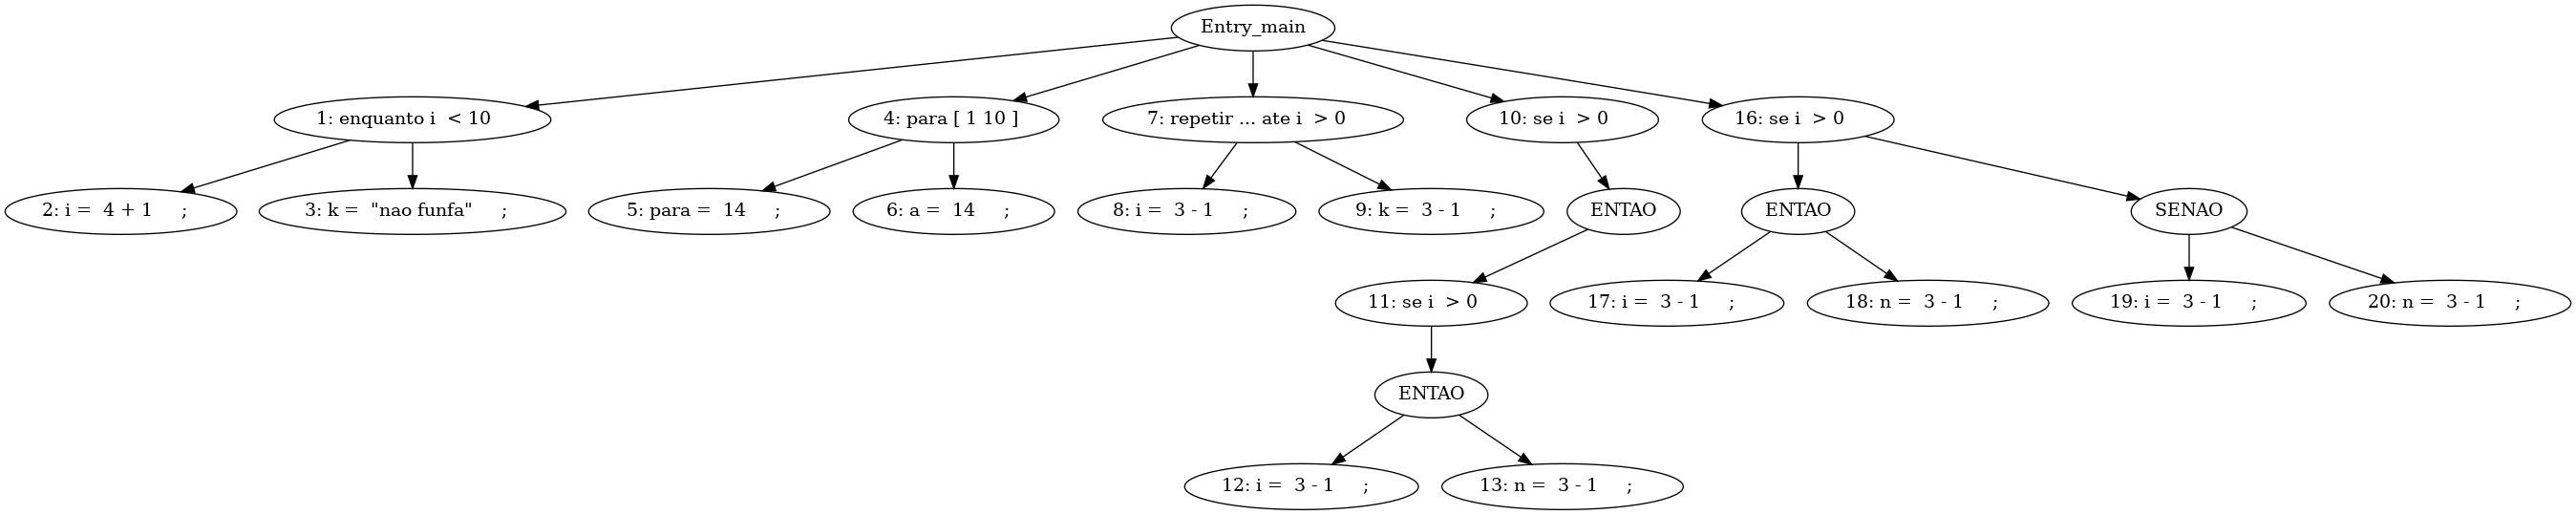 Entry_main
1: enquanto i < 10
4: para [ 1 10 ]
7: repetir ... ate i > 0
10: se i > 0
16: se i > 0
2: i = 4 + 1 ;
3: k = "nao funfa" ;
5: para = 14 ;
6: a = 14 ;
8: i = 3 - 1 ;
9: k = 3 - 1 ;
ENTAO
ENTAO
SENAO
11: se i > 0
17: i = 3 - 1 ;
18: n = 3 - 1 ;
19: i = 3 - 1 ;
20: n = 3 - 1 ;
ENTAO
12: i = 3 - 1 ;
13: n = 3 - 1 ;